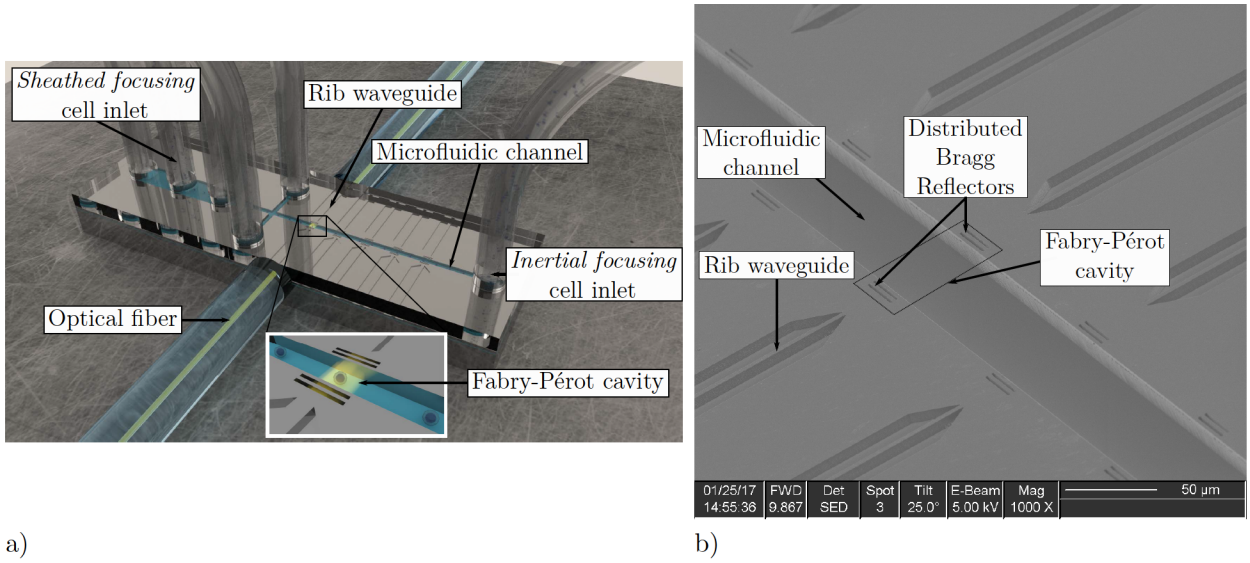 Sheathed focusing
cell inlet
Rib waveguide
Microfluidic channel
Inertial focusing
cell inlet
Optical fiber
Fabry-Pérot cavity
a)
Microfluidic
channel
Distributed
Bragg
Reflectors
Rib waveguide
Fabry-Pérot
cavity
01/25/17 FWD Det Spot Tilt E-Beam Mag 50 µm
14:55:36 9.867 SED 3 25.0° 5.00 kV 1000 X
b)